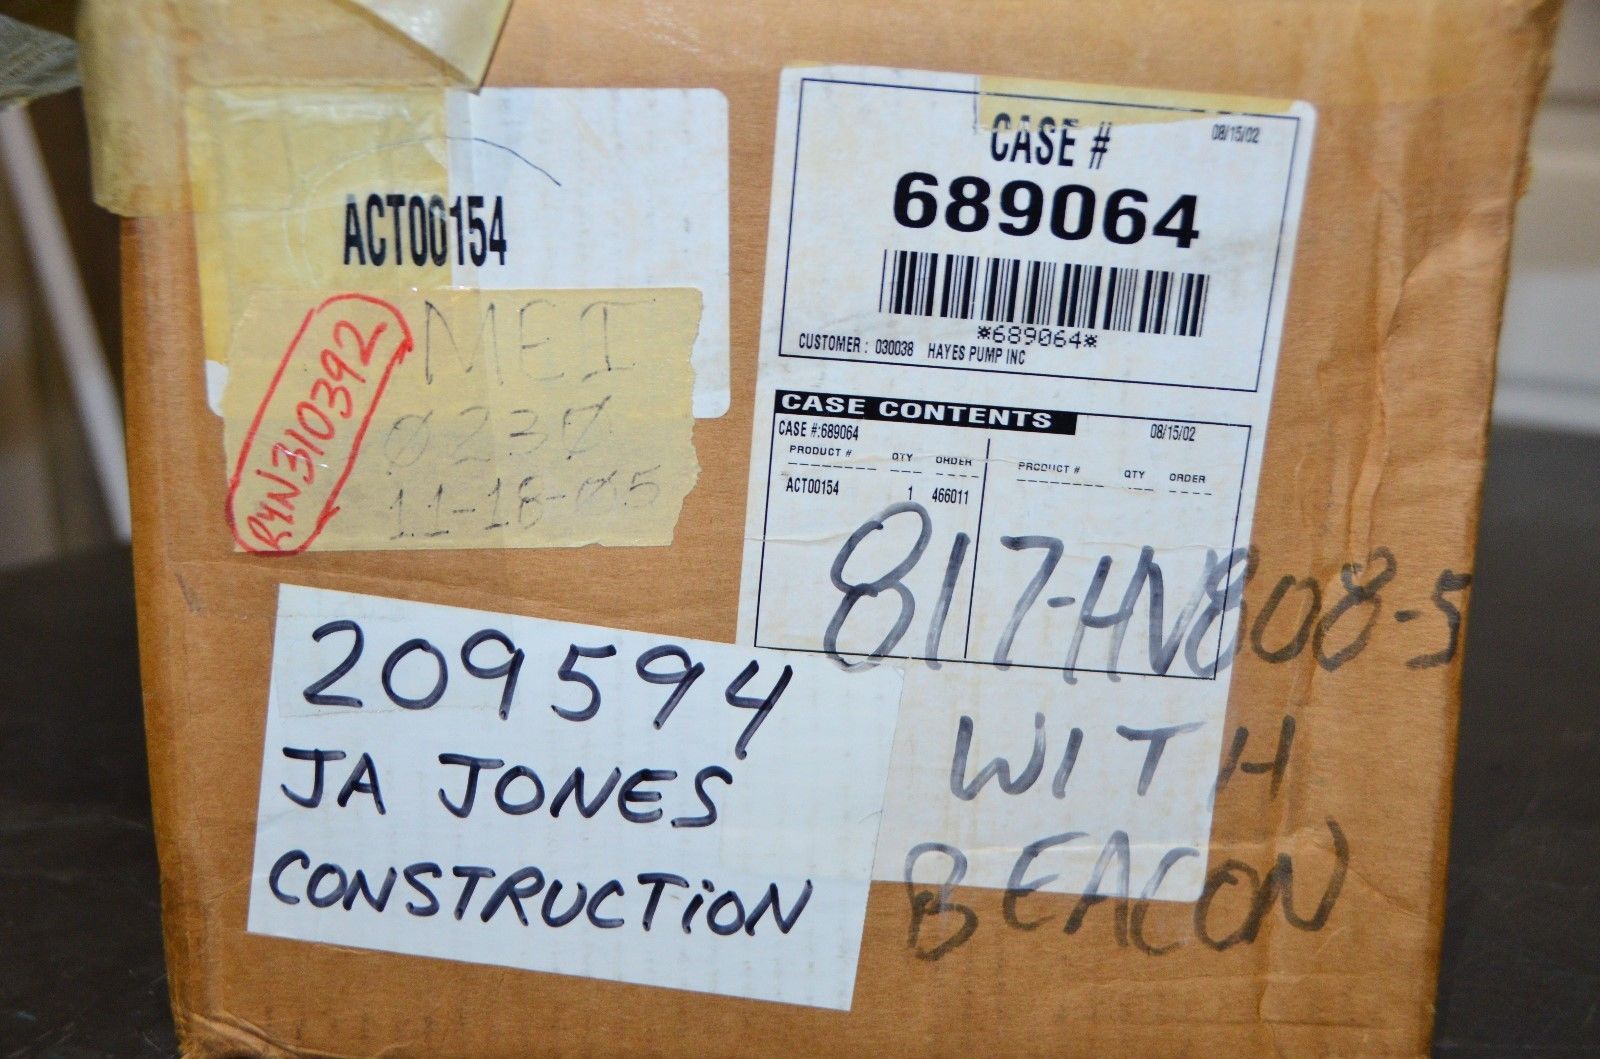 ACT00154
MEI
0230
11-18-05
RYN310392
CASE #
08/15/02
689064
*689064*
CUSTOMER : 030038 HAYES PUMP INC
CASE CONTENTS
CASE #:689064 08/15/02
PRODUCT # QTY ORDER PRODUCT # QTY ORDER
ACT00154 1 466011
817-HV808-5
WITH
BEACON
209594
JA JONES
CONSTRUCTION